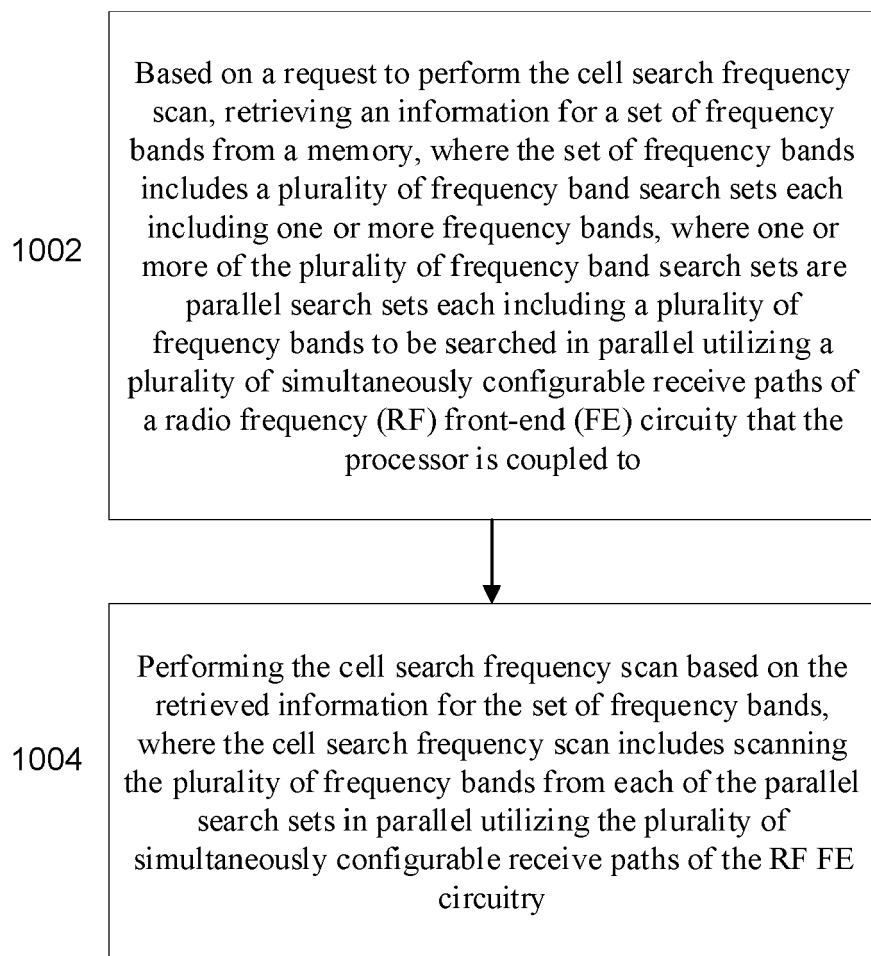 Based on a request to perform the cell search frequency
scan, retrieving an information for a set of frequency
bands from a memory, where the set of frequency bands
includes a plurality of frequency band search sets each
including one or more frequency bands, where one or
1002
more of the plurality of frequency band search sets are
parallel search sets each including a plurality of
frequency bands to be searched in parallel utilizing a
plurality of simultaneously configurable receive paths of
a radio frequency (RF) front-end (FE) circuity that the
processor is coupled to
Performing the cell search frequency scan based on the
retrieved information for the set of frequency bands,
1004
where the cell search frequency scan includes scanning
the plurality of frequency bands from each of the parallel
search sets in parallel utilizing the plurality of
simultaneously configurable receive paths of the RF FE
circuitry